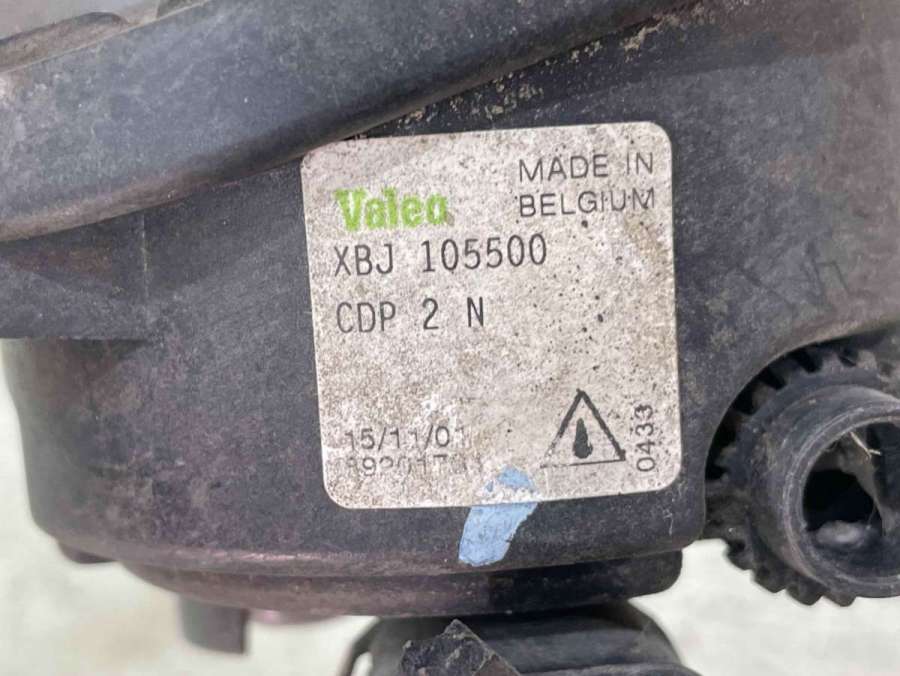 MADE IN
BELGIUM
Valeo
XBJ 105500
CDP 2 N
15/11/01
0433